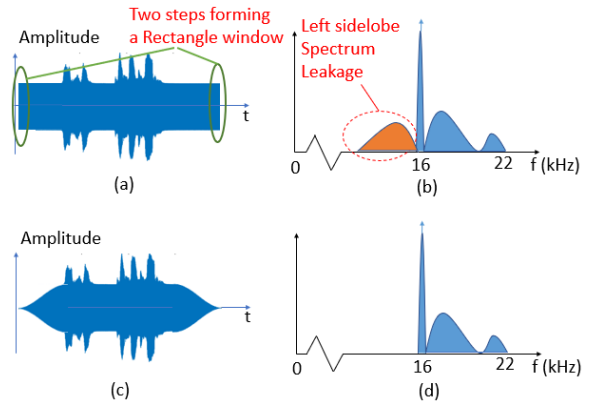 Two steps forming
a Rectangle window
Amplitude
t
(a)
Left sidelobe
Spectrum
Leakage
0
16
22
f (kHz)
(b)
Amplitude
t
(c)
0
16
22
f (kHz)
(d)